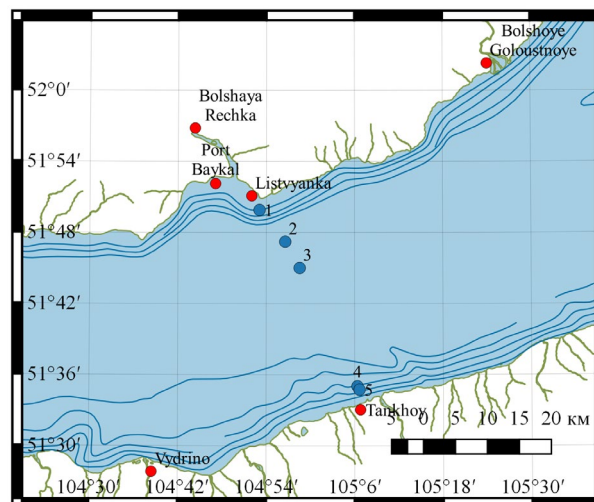 Bolshoye
Goloustnoye
52°0′
Bolshaya
Rechka
Port
Baykal
51°54′
Listvyanka
1
51°48′
2
3
51°42′
51°36′
4
5
Tankhoy
5 0 5 10 15 20 км
51°30′
Vydrino
104°30′ 104°42′ 104°54′ 105°6′ 105°18′ 105°30′